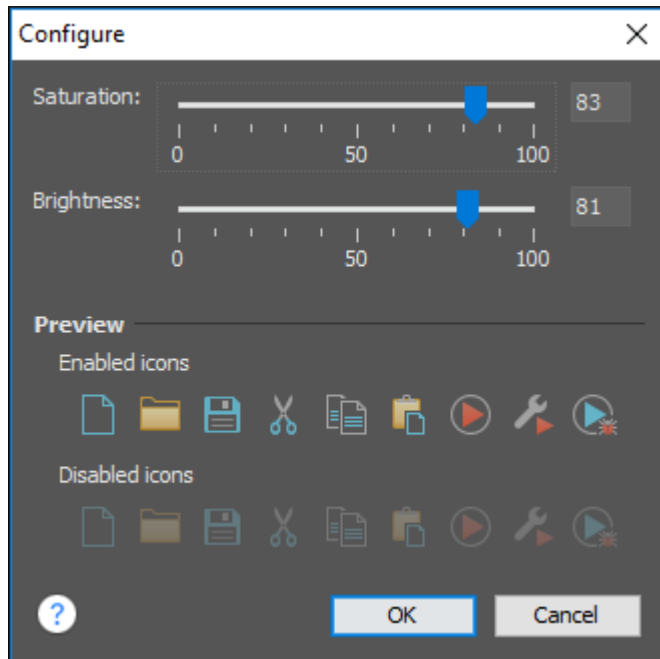 Configure
Saturation: 83
0 50 100
Brightness: 81
0 50 100
Preview
Enabled icons
Disabled icons
? OK Cancel